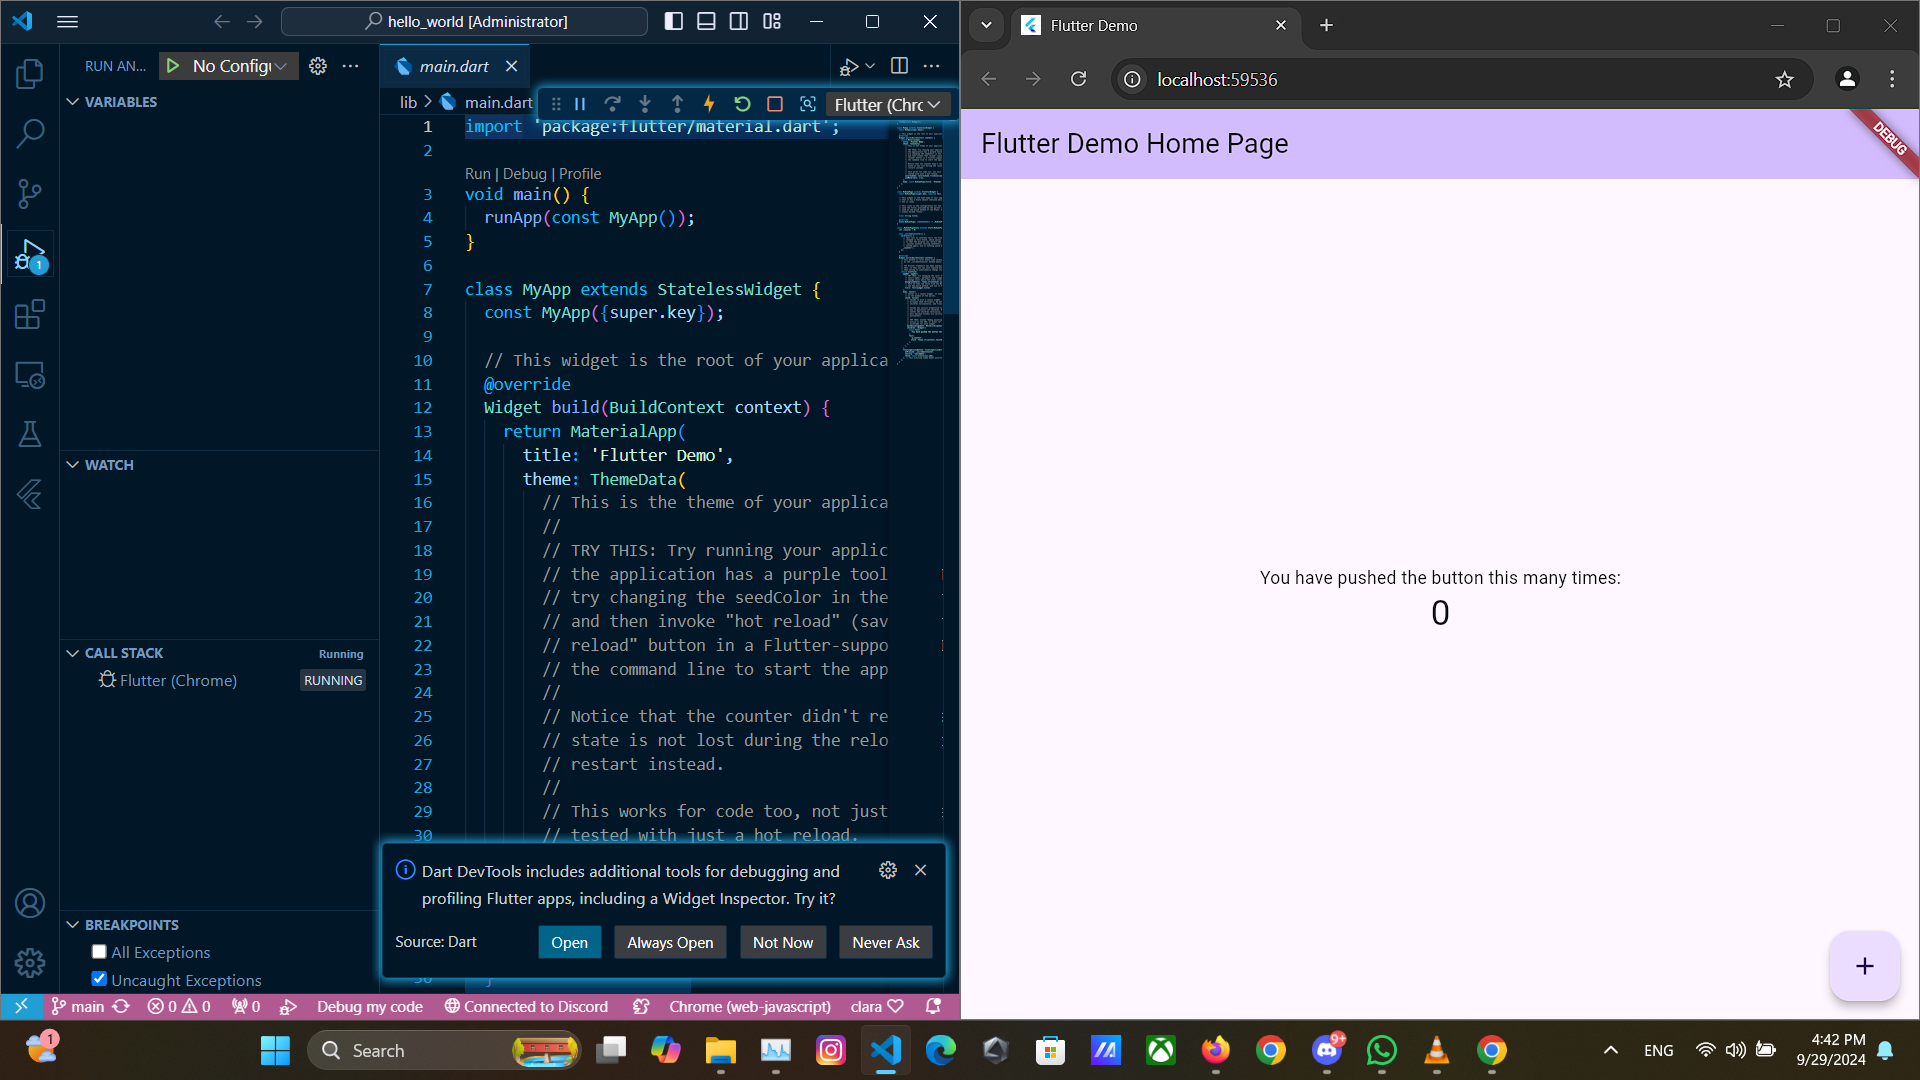 hello_world [Administrator]
RUN AN...
No Configu
main.dart
VARIABLES
lib
main.dart
Flutter (Chrc
1 import 'package:flutter/material.dart';
2
Run | Debug | Profile
3 void main() {
4 runApp(const MyApp());
5 }
6
7 class MyApp extends StatelessWidget {
8 const MyApp({super.key});
9
10 // This widget is the root of your applica
11 @override
12 Widget build(BuildContext context) {
13 return MaterialApp(
14 title: 'Flutter Demo',
15 theme: ThemeData(
16 // This is the theme of your applica
17 //
18 // TRY THIS: Try running your applic
19 // the application has a purple tool
20 // try changing the seedColor in the
21 // and then invoke "hot reload" (sav
22 // reload" button in a Flutter-suppo
23 // the command line to start the app
24 //
25 // Notice that the counter didn't re
26 // state is not lost during the relo
27 // restart instead.
28 //
29 // This works for code too, not just
30 // tested with just a hot reload.
1
WATCH
CALL STACK
Running
Flutter (Chrome)
RUNNING
BREAKPOINTS
All Exceptions
Uncaught Exceptions
Dart DevTools includes additional tools for debugging and
profiling Flutter apps, including a Widget Inspector. Try it?
Source: Dart
Open
Always Open
Not Now
Never Ask
main
0
0
0
Debug my code
Connected to Discord
Chrome (web-javascript)
clara
Flutter Demo
localhost:59536
Flutter Demo Home Page
DEBUG
You have pushed the button this many times:
0
+
1
Search
9+
ENG
4:42 PM
9/29/2024